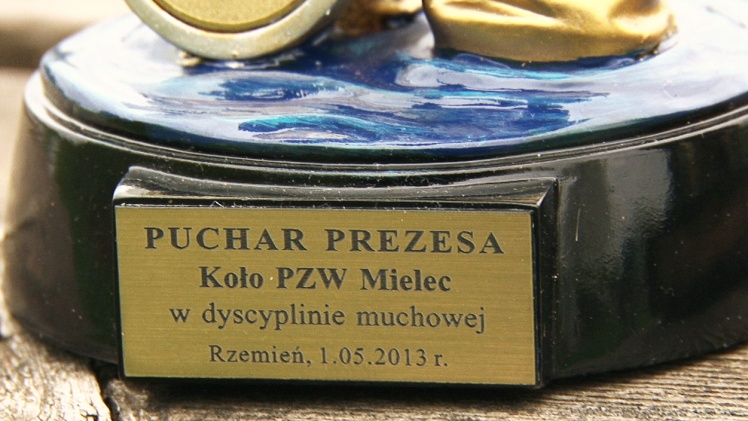 PUCHAR PREZESA
Koło PZW Mielec
w dyscyplinie muchowej
Rzemień, 1.05.2013 r.